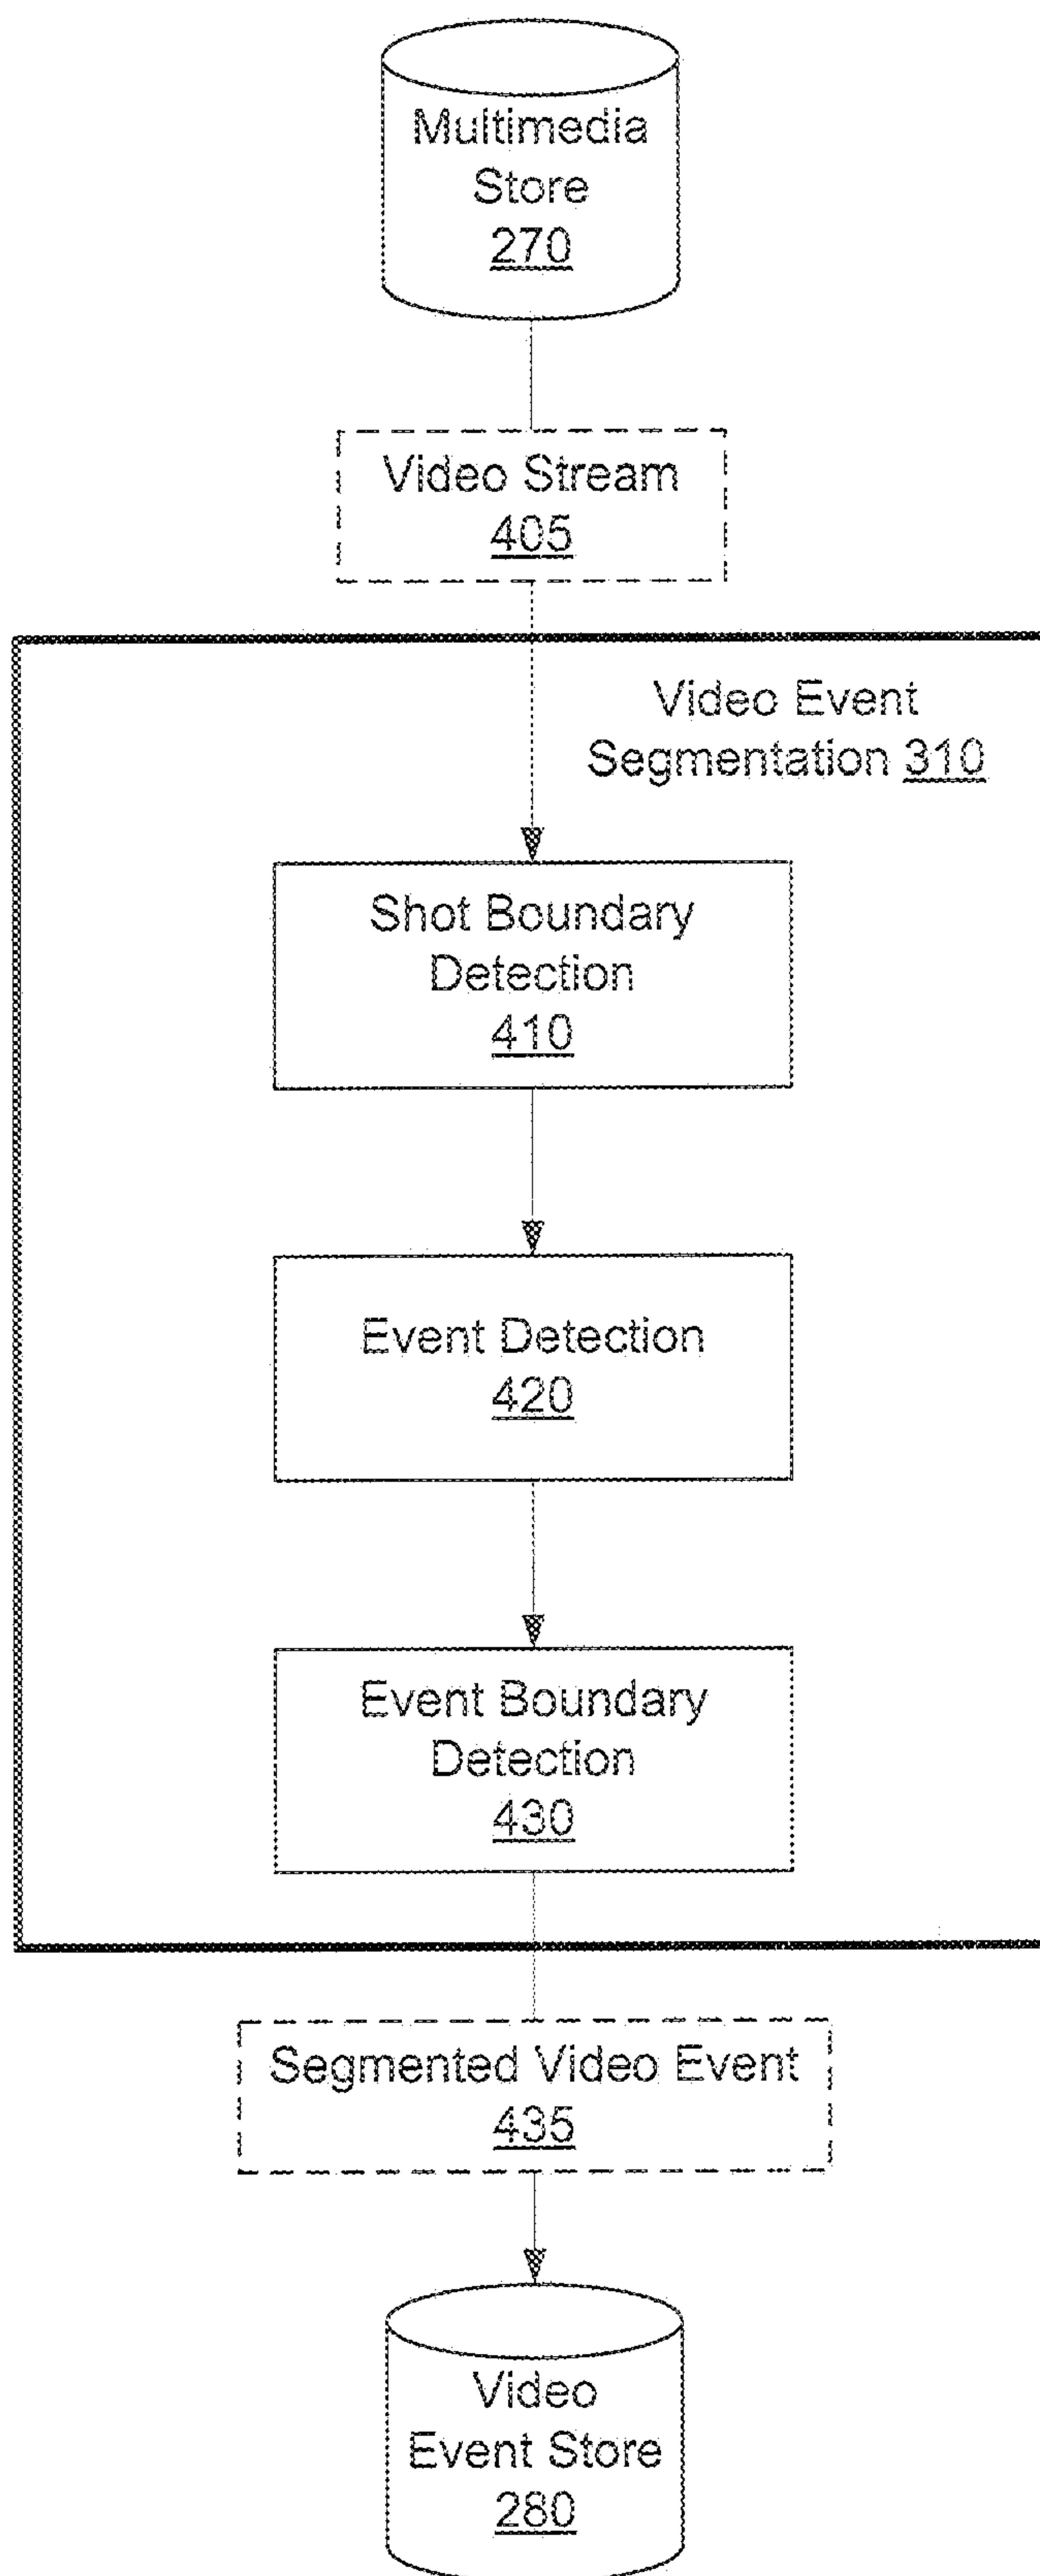 Multimedia
Store
270
Video Stream
405
Video Event
Segmentation 310
Shot Boundary
Detection
410
Event Detection
420
Event Boundary
Detection
430
Segmented Video Event
435
Video
Event Store
280